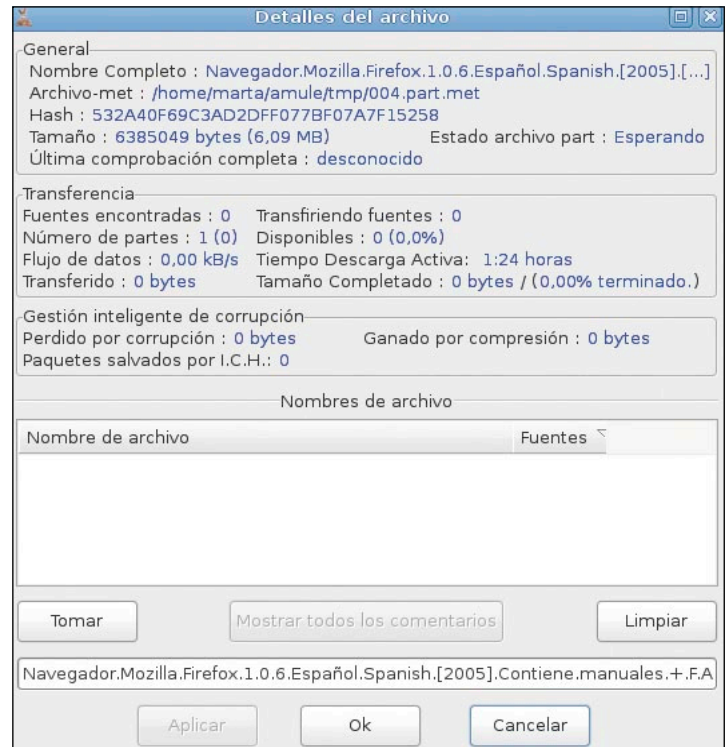 Detalles del archivo
General
Nombre Completo : Navegador.Mozilla.Firefox.1.0.6.Español.Spanish.[2005].[...]
Archivo-met : /home/marta/amule/tmp/004.part.met
Hash : 532A40F69C3AD2DFF077BF07A7F15258
Tamaño : 6385049 bytes (6,09 MB) Estado archivo part : Esperando
Última comprobación completa : desconocido
Transferencia
Fuentes encontradas : 0 Transfiriendo fuentes : 0
Número de partes : 1 (0) Disponibles : 0 (0,0%)
Flujo de datos : 0,00 kB/s Tiempo Descarga Activa: 1:24 horas
Transferido : 0 bytes Tamaño Completado : 0 bytes / (0,00% terminado.)
Gestión inteligente de corrupción
Perdido por corrupción : 0 bytes Ganado por compresión : 0 bytes
Paquetes salvados por I.C.H.: 0
Nombres de archivo
Nombre de archivo Fuentes
Tomar Mostrar todos los comentarios Limpiar
Navegador.Mozilla.Firefox.1.0.6.Español.Spanish.[2005].Contiene.manuales.+.F.A
Aplicar Ok Cancelar